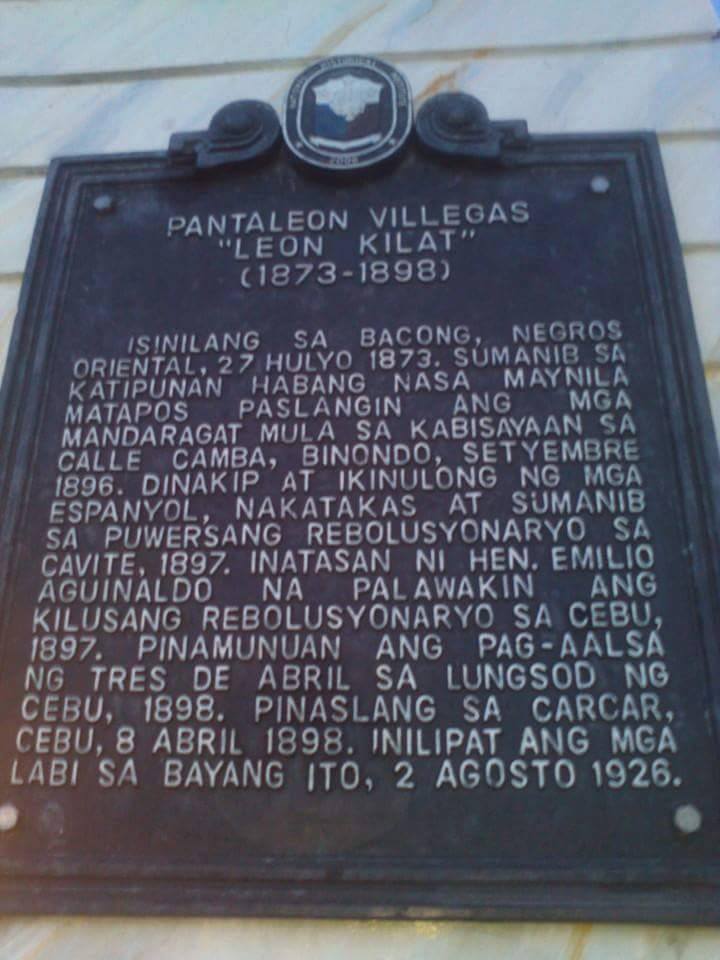 NATIONAL HISTORICAL INSTITUTE
2006
PANTALEON VILLEGAS
"LEON KILAT"
(1873-1898)
ISINILANG SA BACONG, NEGROS
ORIENTAL, 27 HULYO 1873. SUMANIB SA
KATIPUNAN HABANG NASA MAYNILA
MATAPOS PASLANGIN ANG MGA
MANDARAGAT MULA SA KABISAYAAN SA
CALLE CAMBA, BINONDO, SETYEMBRE
1896. DINAKIP AT IKINULONG NG MGA
ESPANYOL, NAKATAKAS AT SUMANIB
SA PUWERSANG REBOLUSYONARYO SA
CAVITE, 1897. INATASAN NI HEN. EMILIO
AGUINALDO NA PALAWAKIN ANG
KILUSANG REBOLUSYONARYO SA CEBU,
1897. PINAMUNUAN ANG PAG-AALSA
NG TRES DE ABRIL SA LUNGSOD NG
CEBU, 1898. PINASLANG SA CARCAR,
CEBU, 8 ABRIL 1898. INILIPAT ANG MGA
LABI SA BAYANG ITO, 2 AGOSTO 1926.